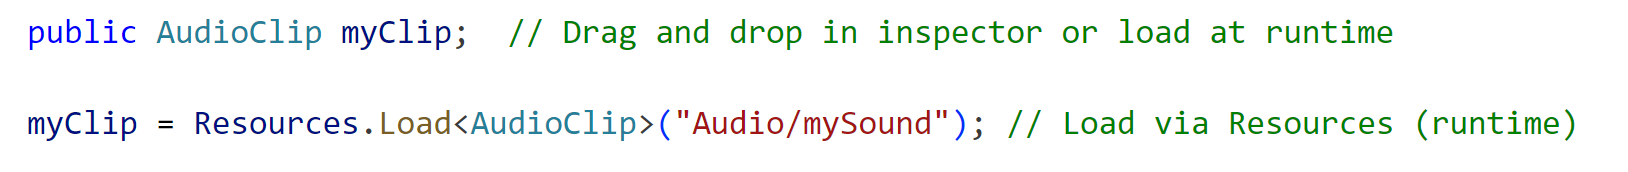 public AudioClip myClip;  // Drag and drop in inspector or load at runtime
myClip = Resources.Load<AudioClip>("Audio/mySound"); // Load via Resources (runtime)